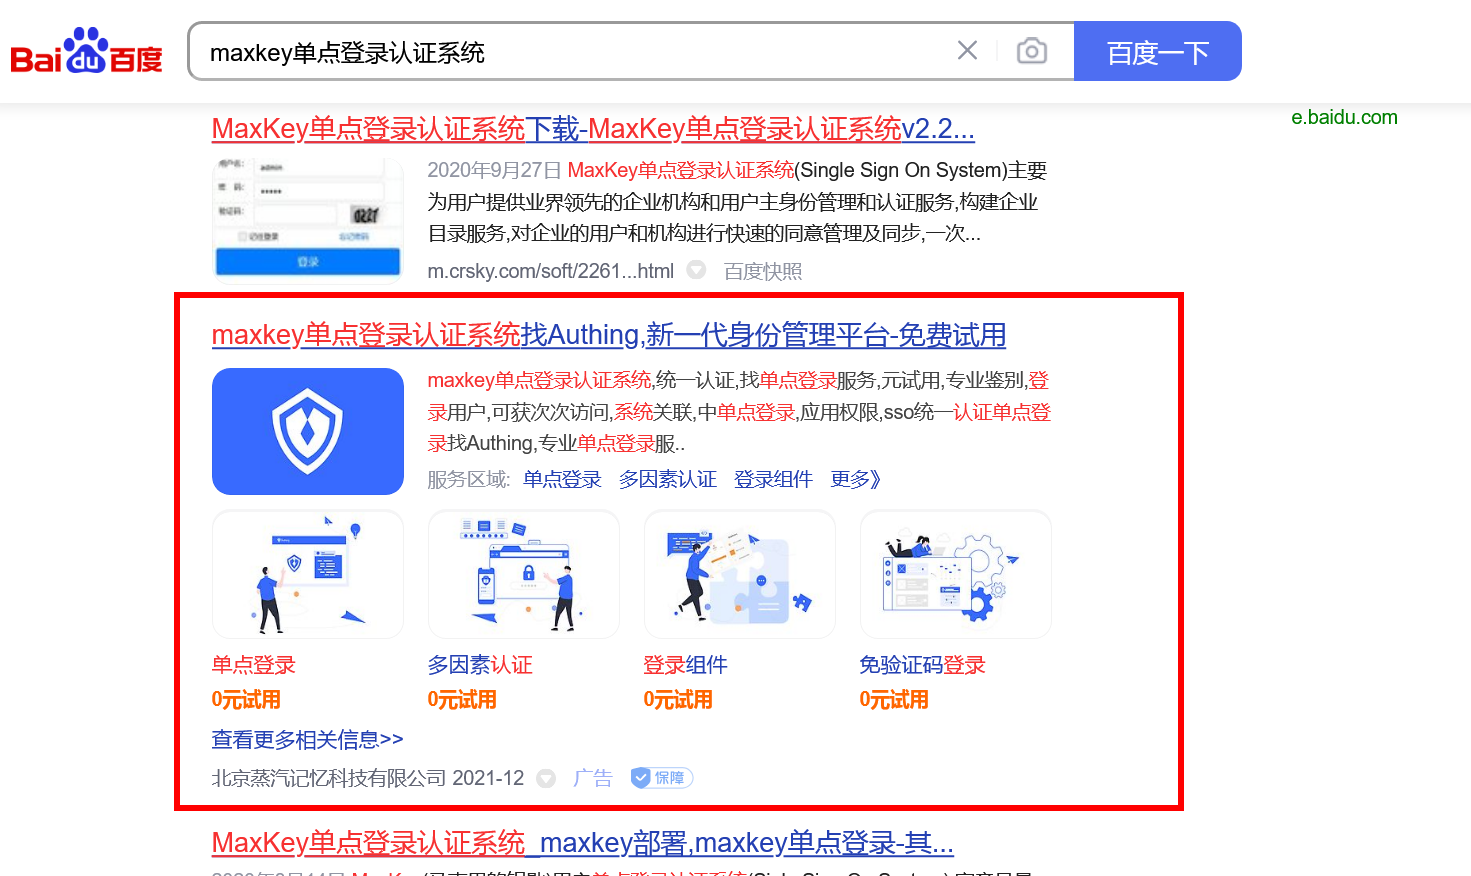 Bai du 百度
maxkey单点登录认证系统
百度一下
e.baidu.com
MaxKey单点登录认证系统下载-MaxKey单点登录认证系统v2.2...
用户名: admin
密 码: •••••
验证码: 0221
记住登录 忘记密码
登录
2020年9月27日 MaxKey单点登录认证系统(Single Sign On System)主要
为用户提供业界领先的企业机构和用户主身份管理和认证服务,构建企业
目录服务,对企业的用户和机构进行快速的同意管理及同步,一次...
m.crsky.com/soft/2261...html 百度快照
maxkey单点登录认证系统找Authing,新一代身份管理平台-免费试用
maxkey单点登录认证系统,统一认证,找单点登录服务,元试用,专业鉴别,登
录用户,可获次次访问,系统关联,中单点登录,应用权限,sso统一认证单点登
录找Authing,专业单点登录服..
服务区域: 单点登录 多因素认证 登录组件 更多》
单点登录 多因素认证 登录组件 免验证码登录
0元试用 0元试用 0元试用 0元试用
查看更多相关信息>>
北京蒸汽记忆科技有限公司 2021-12 广告 保障
MaxKey单点登录认证系统_maxkey部署,maxkey单点登录-其...